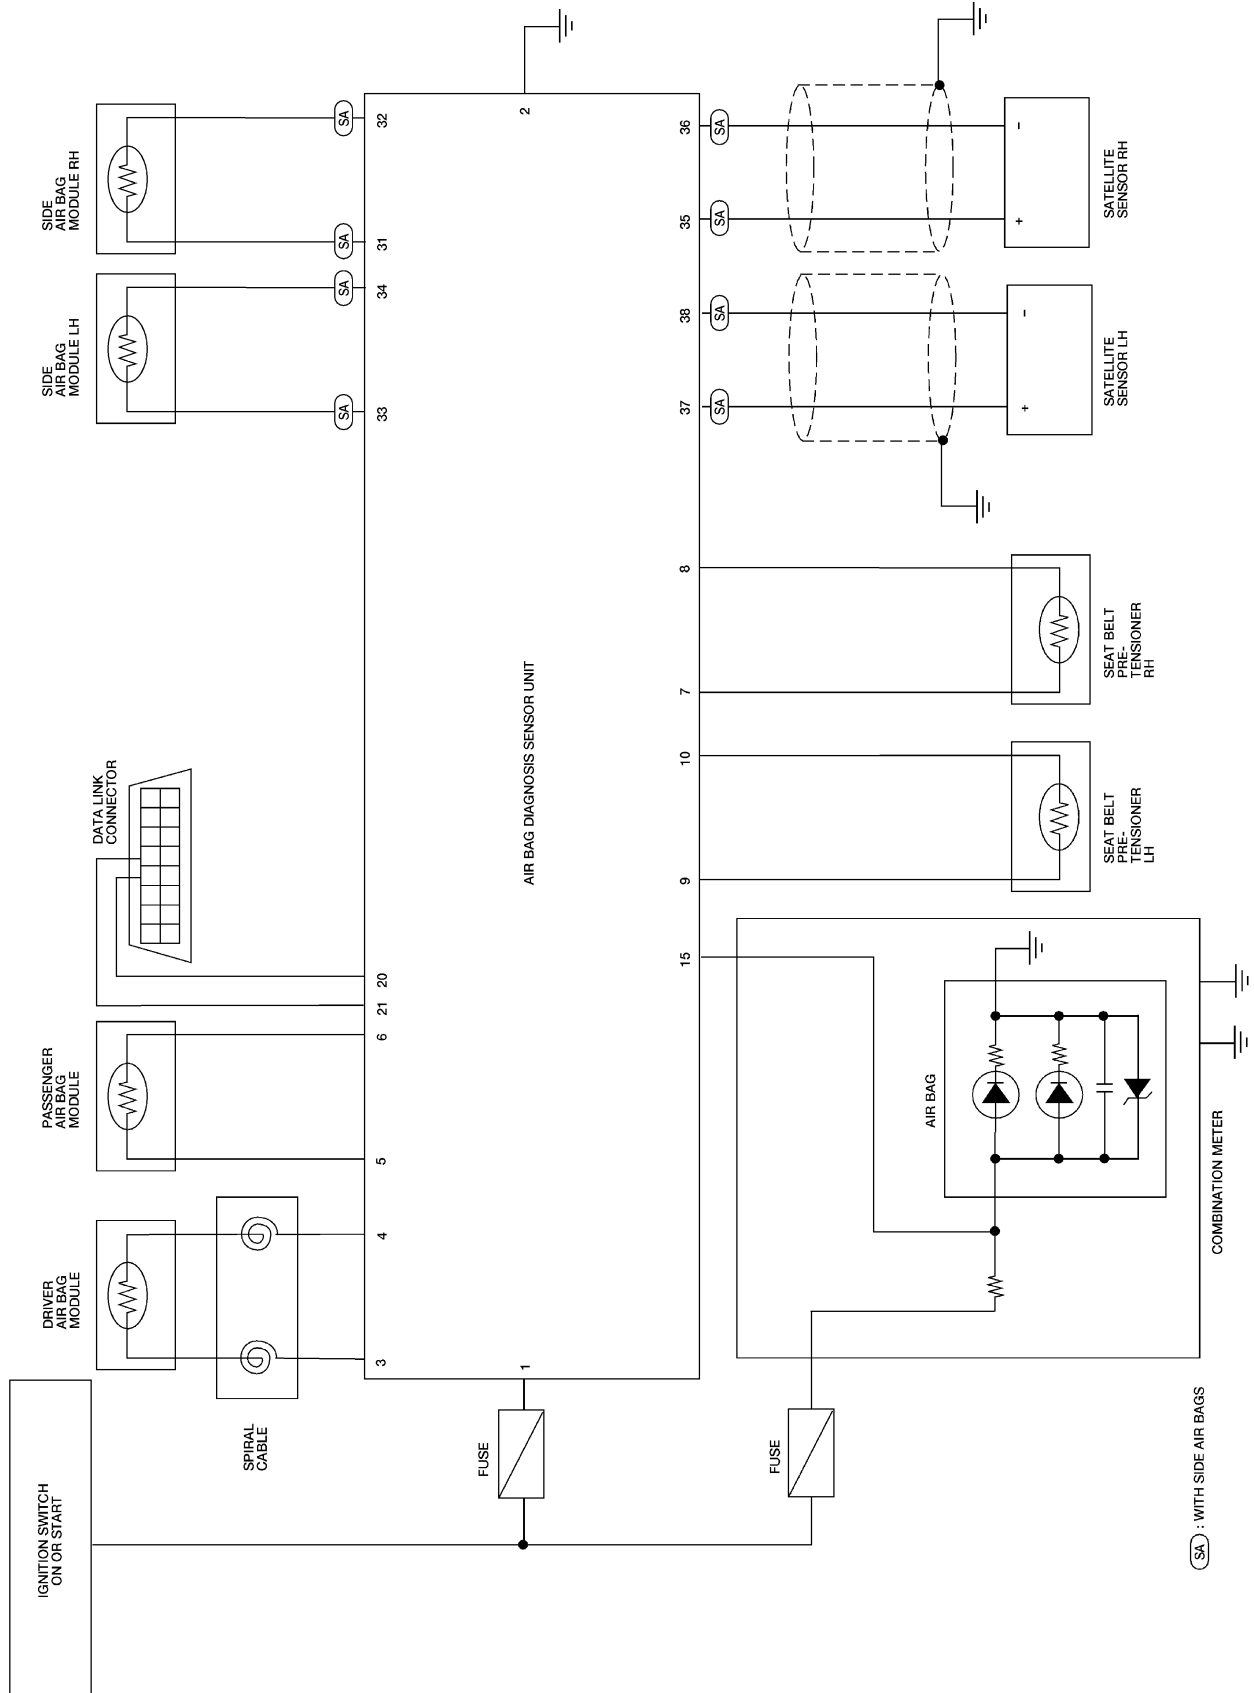 IGNITION SWITCH
ON OR START
DRIVER
AIR BAG
MODULE
PASSENGER
AIR BAG
MODULE
DATA LINK
CONNECTOR
SIDE
AIR BAG
MODULE LH
SIDE
AIR BAG
MODULE RH
SPIRAL
CABLE
SA
SA
SA
SA
3
4
5
6
21
20
33
34
31
32
FUSE
1
AIR BAG DIAGNOSIS SENSOR UNIT
2
15
9
10
7
8
37
38
35
36
SA
SA
SA
SA
FUSE
AIR BAG
+
-
+
-
SEAT BELT
PRE-
TENSIONER
LH
SEAT BELT
PRE-
TENSIONER
RH
SATELLITE
SENSOR LH
SATELLITE
SENSOR RH
COMBINATION METER
SA : WITH SIDE AIR BAGS